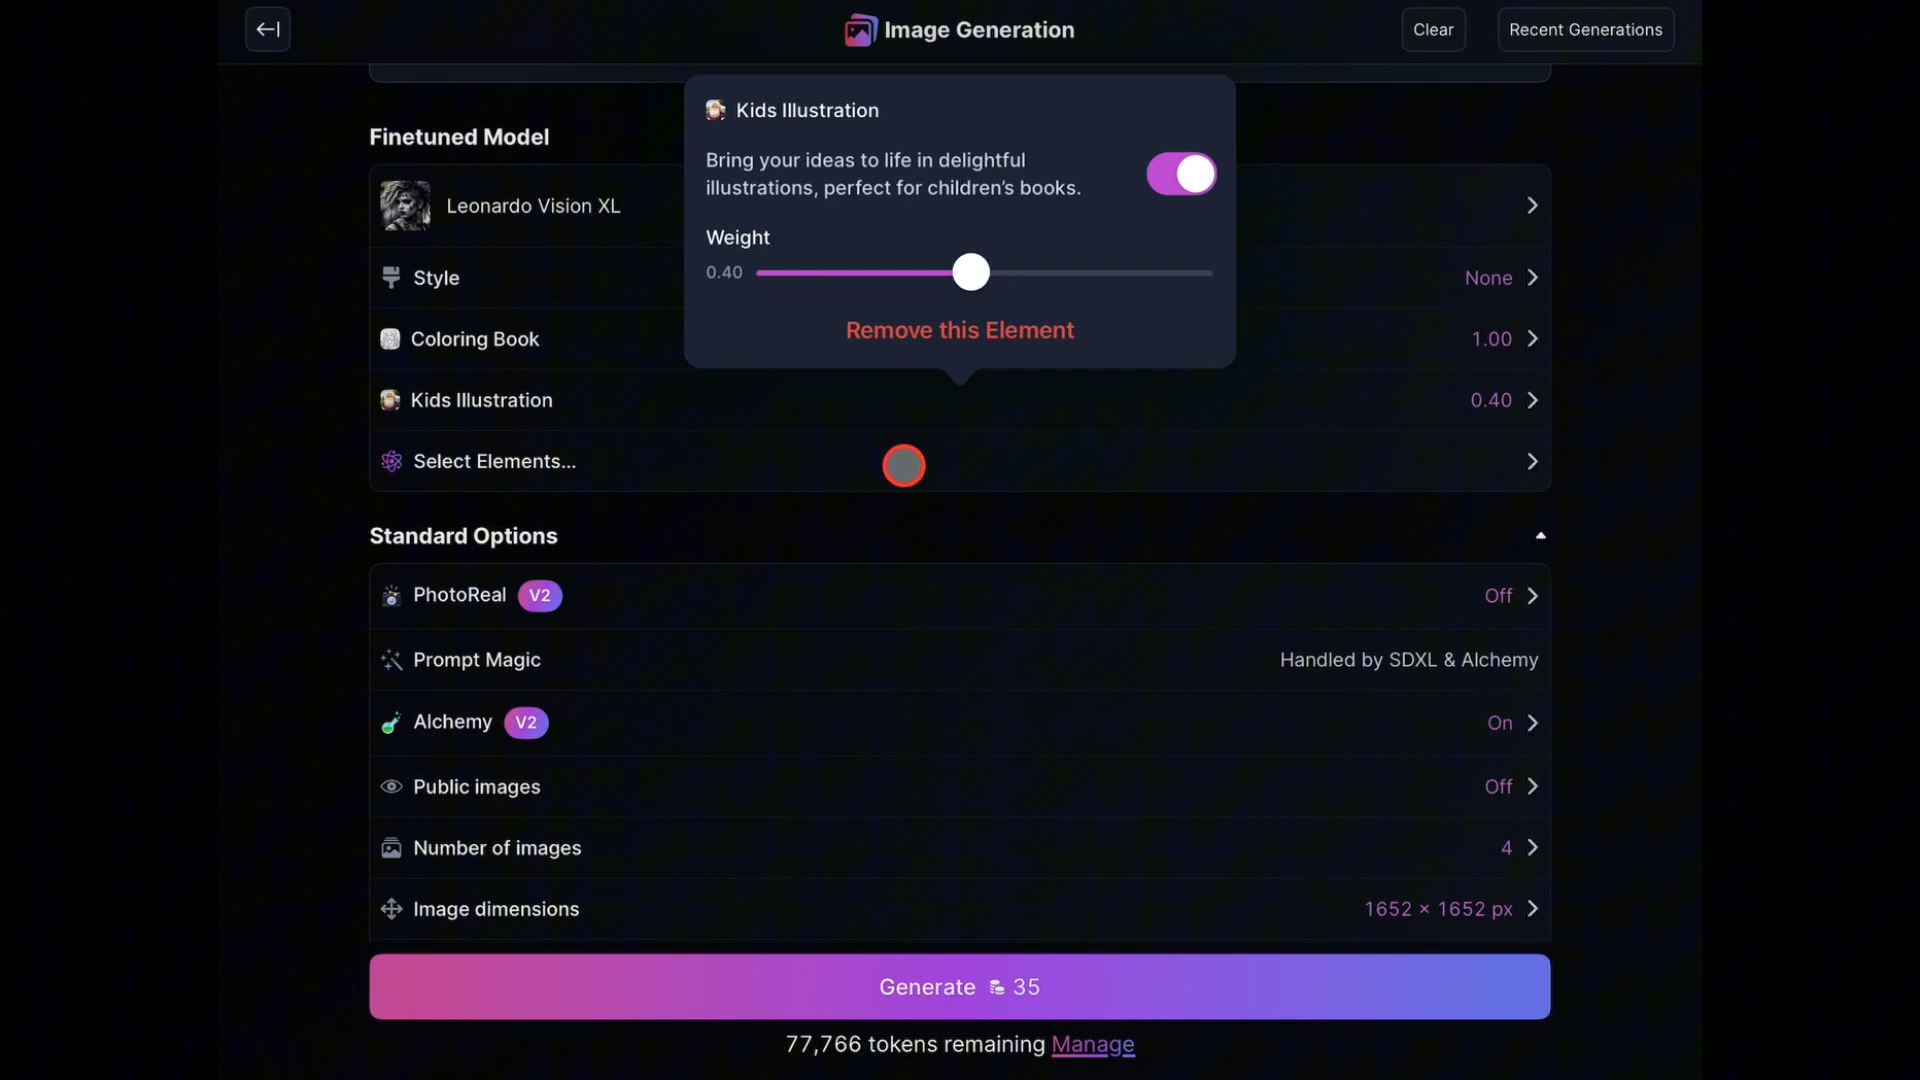 Image Generation
Clear
Recent Generations
Kids Illustration
Bring your ideas to life in delightful
illustrations, perfect for children's books.
Weight
0.40
Remove this Element
Finetuned Model
Leonardo Vision XL
Style
None
Coloring Book
1.00
Kids Illustration
0.40
Select Elements...
Standard Options
PhotoReal V2
Off
Prompt Magic
Handled by SDXL & Alchemy
Alchemy V2
On
Public images
Off
Number of images
4
Image dimensions
1652 × 1652 px
Generate 35
77,766 tokens remaining Manage